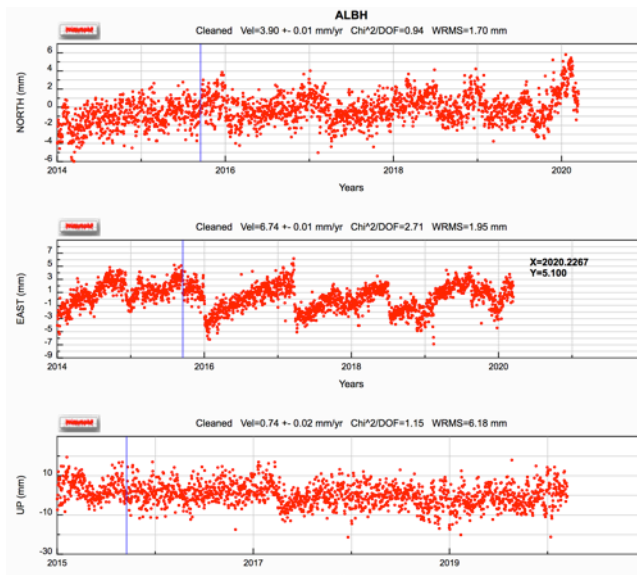 ALBH
Cleaned Vel=3.90 +- 0.01 mm/yr Chi^2/DOF=0.94 WRMS=1.70 mm
NORTH (mm)
6
4
2
0
-2
-4
-6
2014
2016
2018
2020
Years
Cleaned Vel=6.74 +- 0.01 mm/yr Chi^2/DOF=2.71 WRMS=1.95 mm
EAST (mm)
7
5
3
1
-1
-3
-5
-7
-9
X=2020.2267
Y=5.100
2014
2016
2018
2020
Years
Cleaned Vel=0.74 +- 0.02 mm/yr Chi^2/DOF=1.15 WRMS=6.18 mm
UP (mm)
10
-10
-30
2015
2017
2019